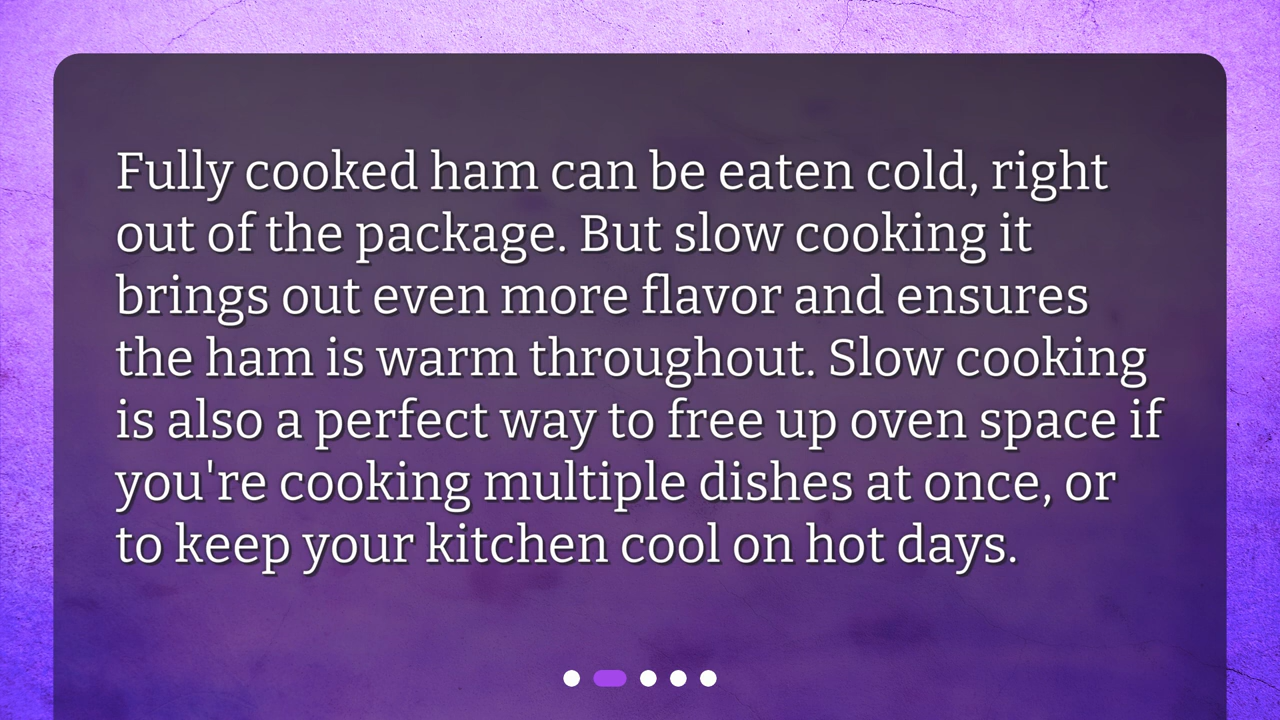 Fully cooked ham can be eaten cold, right
out of the package. But slow cooking it
brings out even more flavor and ensures
the ham is warm throughout. Slow cooking
is also a perfect way to free up oven space if
you're cooking multiple dishes at once, or
to keep your kitchen cool on hot days.